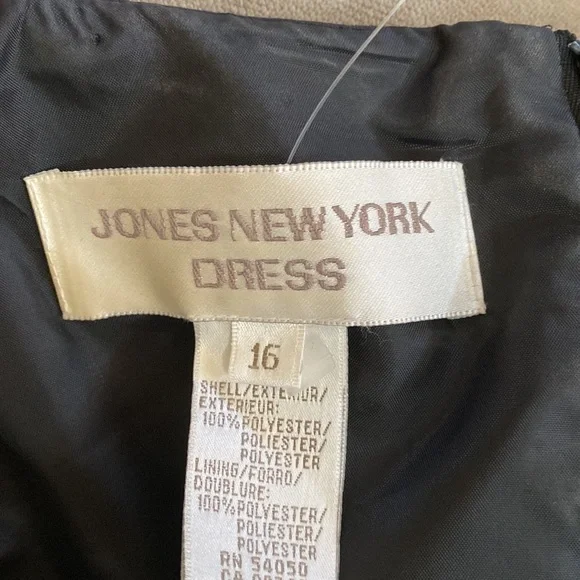 JONES NEW YORK
DRESS
16
SHELL/EXTERIOR/
EXTERIEUR:
100%POLYESTER/
POLIESTER/
POLYESTER
LINING/FORRO/
DOUBLURE:
100%POLYESTER/
POLIESTER/
POLYESTER
RN 54050
CA